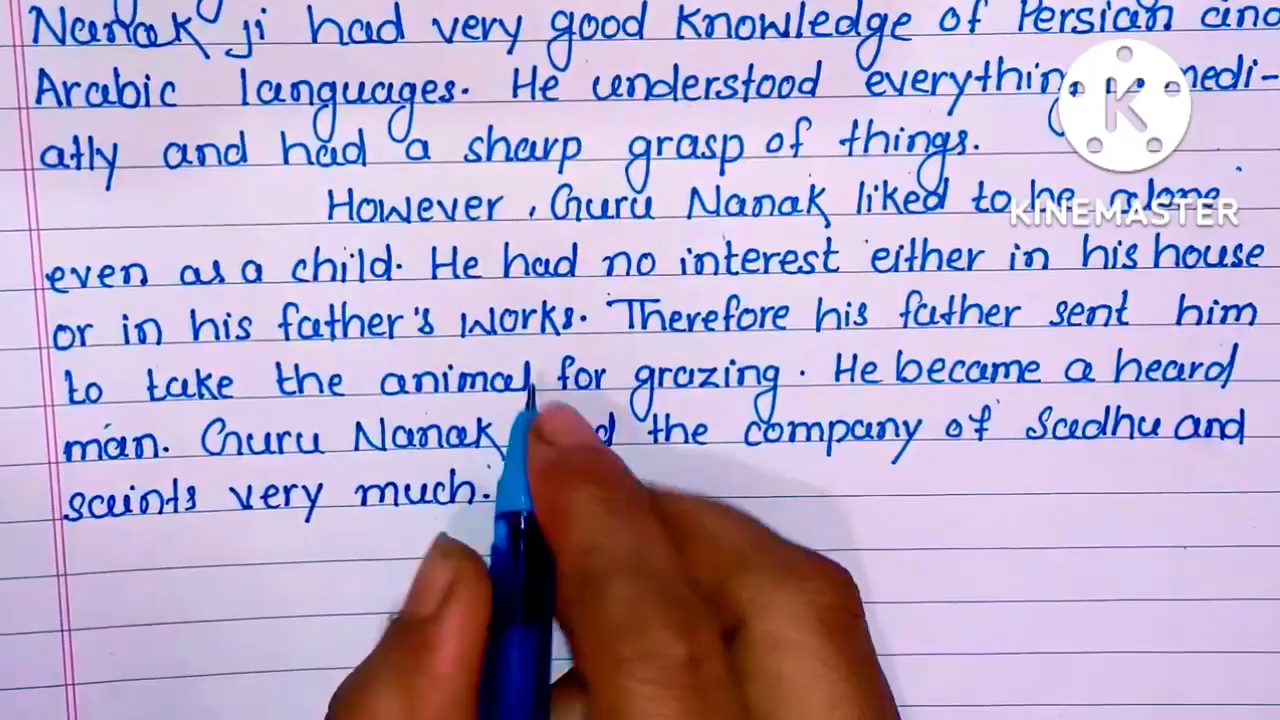 Nanak ji had very good knowledge of Persian and
Arabic languages. He understood everything
atly and had a sharp grasp of things.
However, Guru Nanak liked to be alone
KINEMASTER
even as a child. He had no interest either in his house
or in his father's works. Therefore his father sent him
to take the animal for grazing. He became a heard
man. Guru Nanak the company of Sadhu and
saints very much.